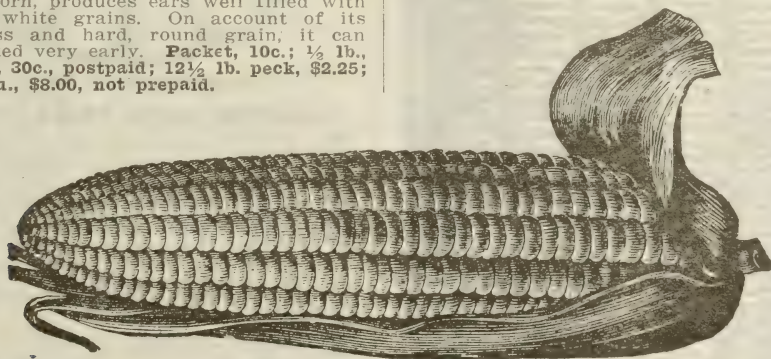 orn, produces ears well filled with
white grains. On account of its
ss and hard, round grain, it can
ed very early. Packet, 10c.; ½ lb.,
, 30c., postpaid; 12½ lb. peck, $2.25;
u., $8.00, not prepaid.